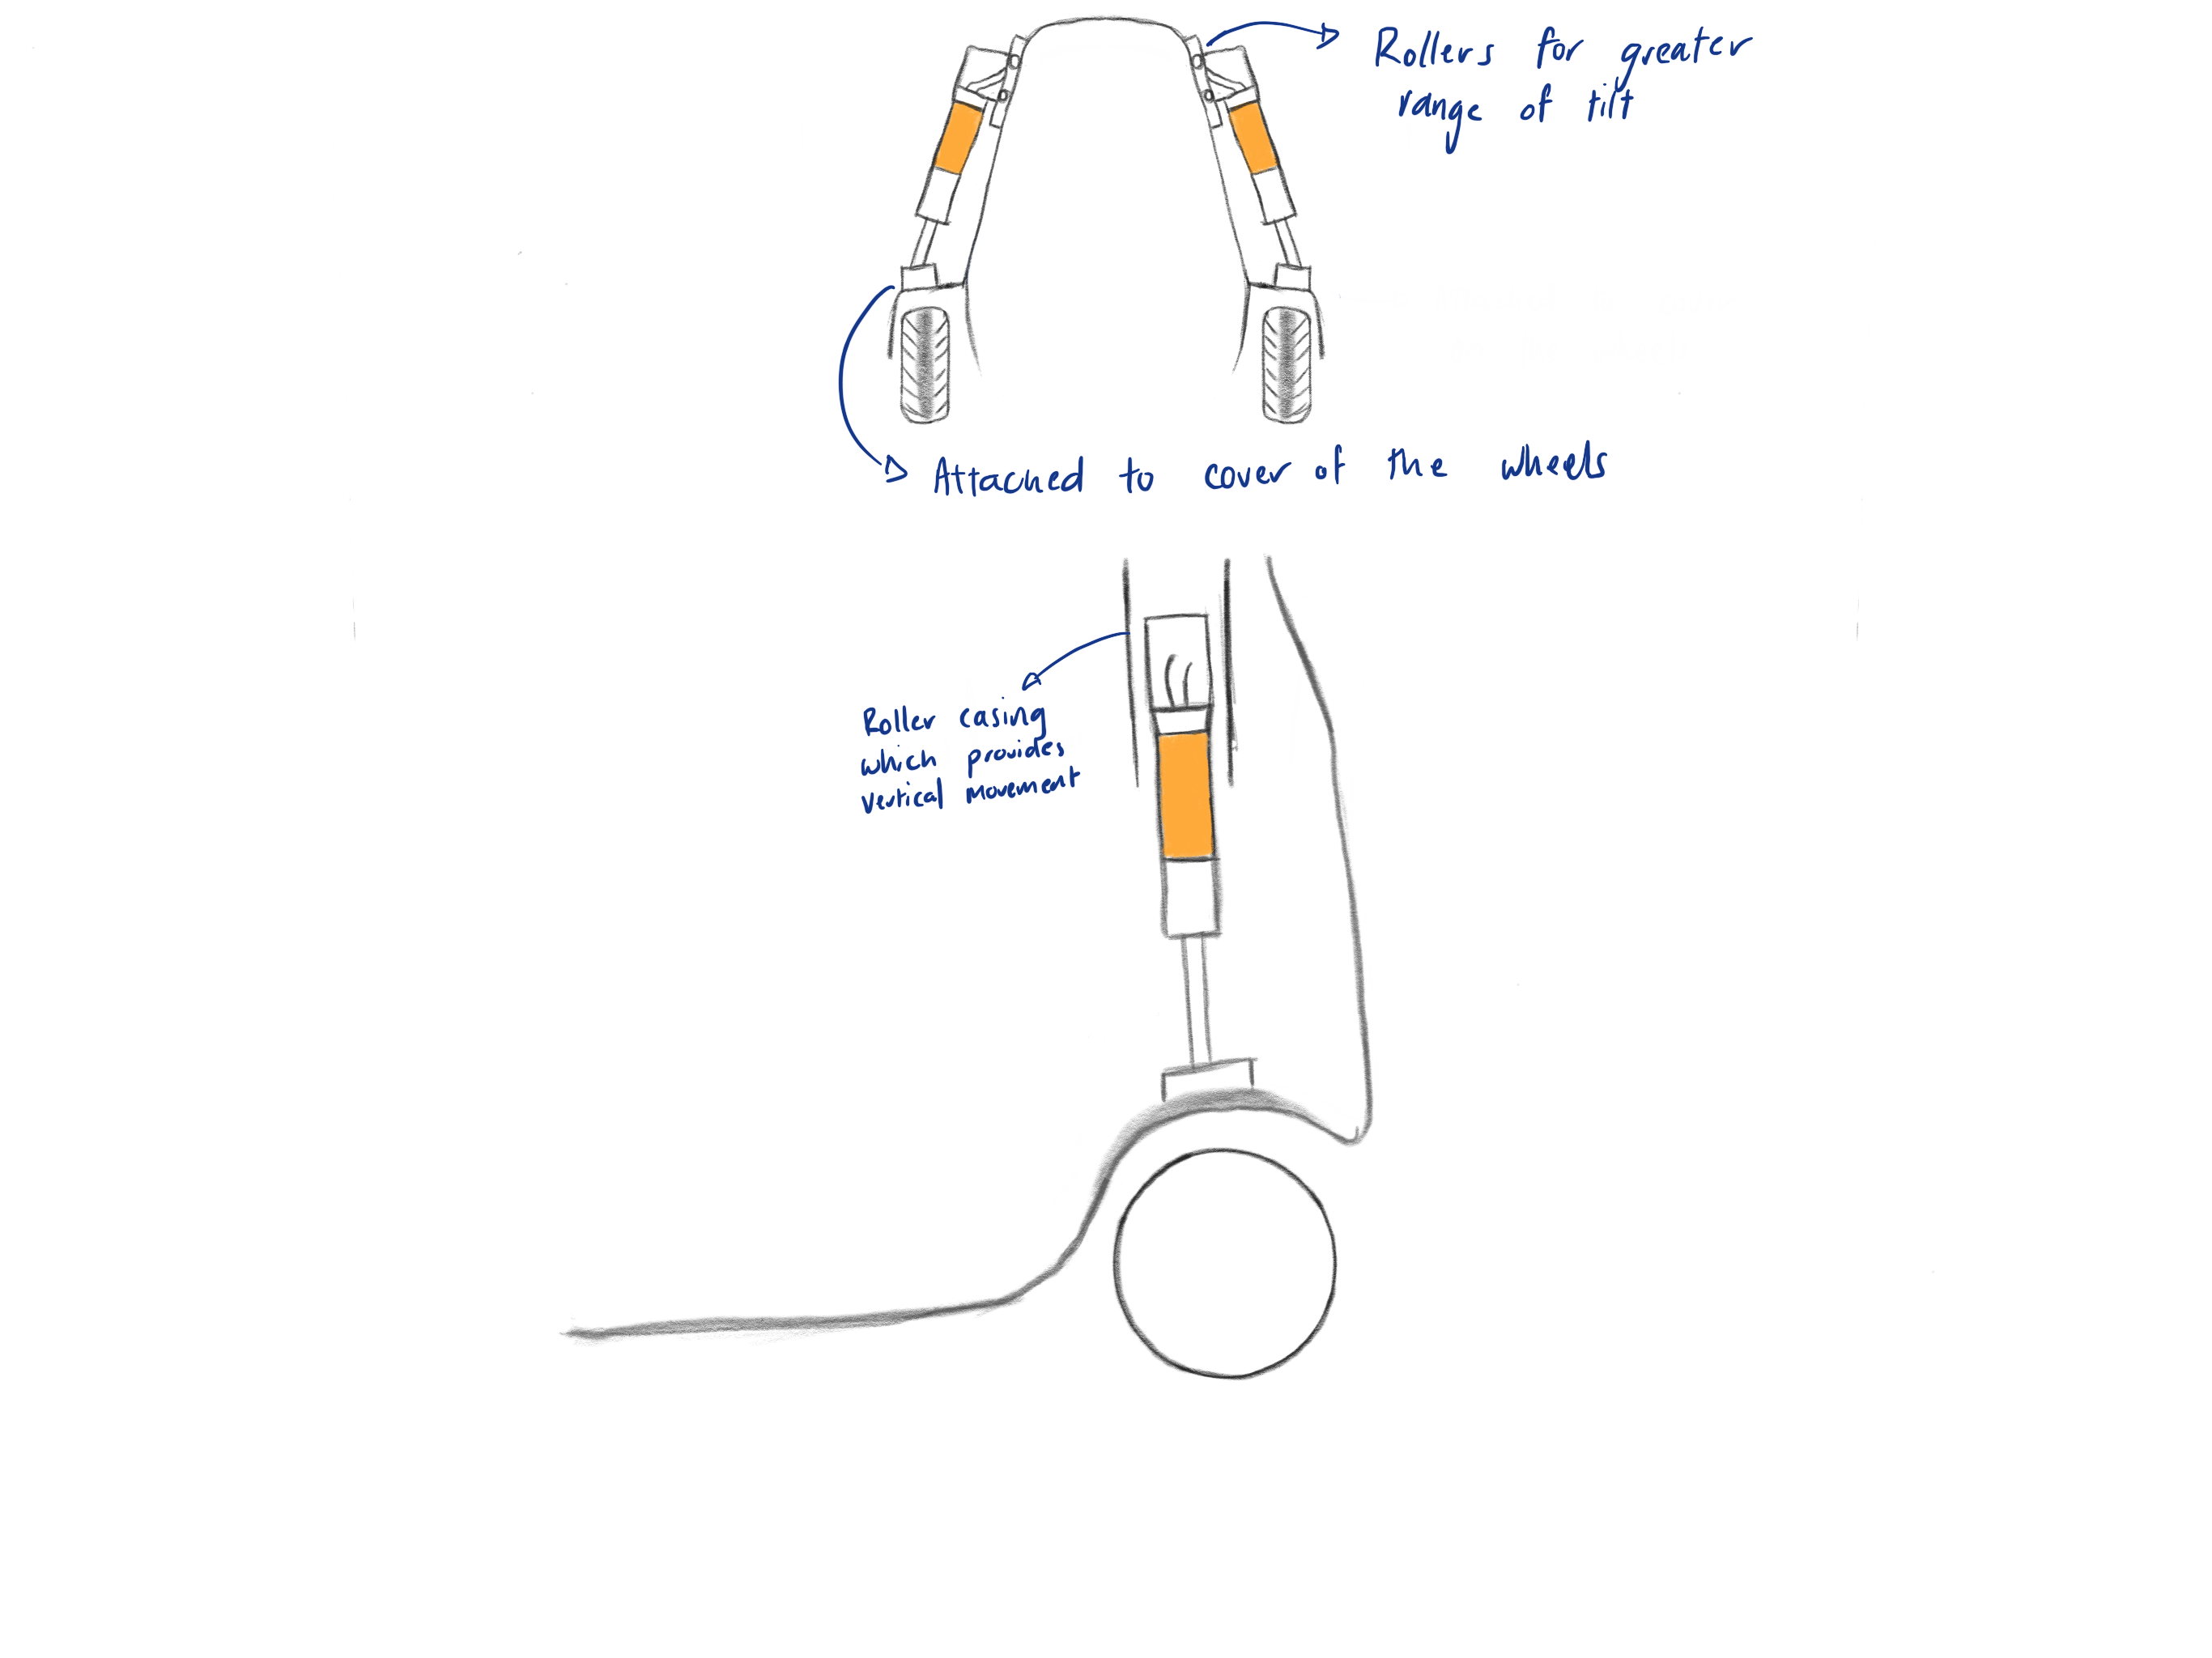 Rollers for greater
range of tilt
Attached to cover of the wheels
Roller casing
which provides
vertical movement